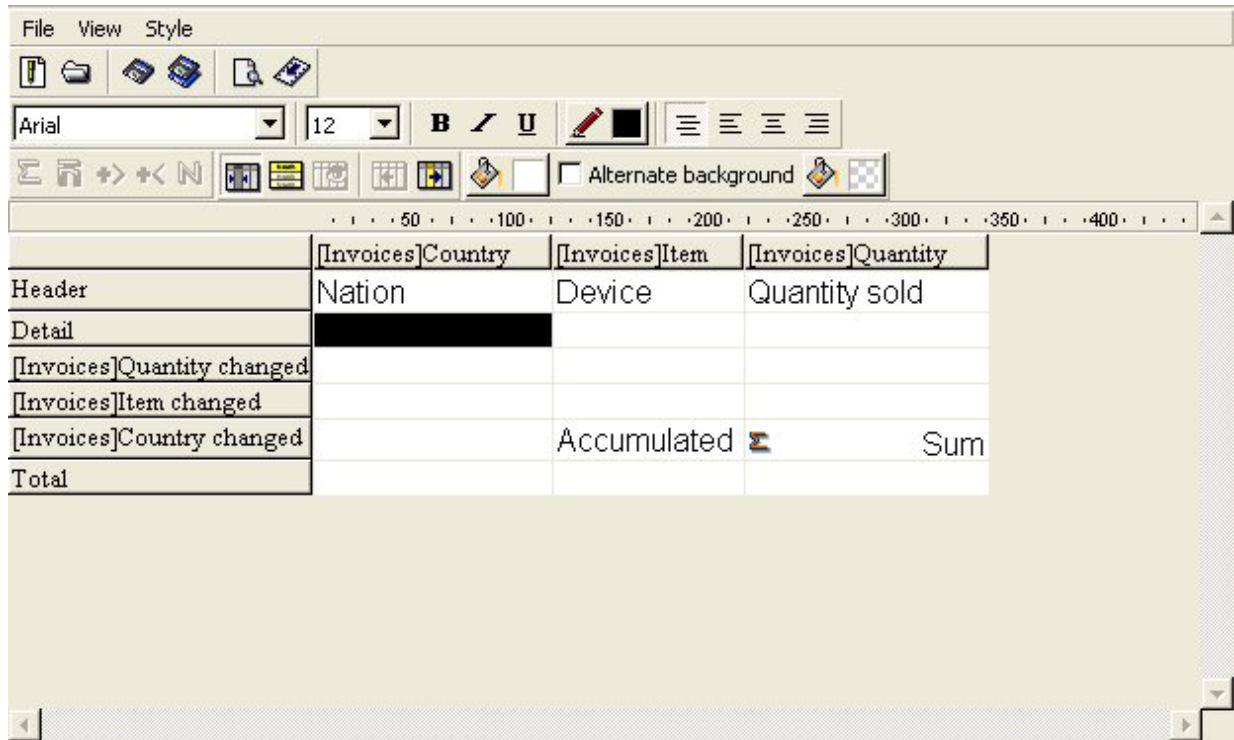 File View Style
Arial 12 B I U
Σ n +> +< N Alternate background
50 100 150 200 250 300 350 400
[Invoices]Country [Invoices]Item [Invoices]Quantity
Header Nation Device Quantity sold
Detail
[Invoices]Quantity changed
[Invoices]Item changed
[Invoices]Country changed Accumulated Σ Sum
Total